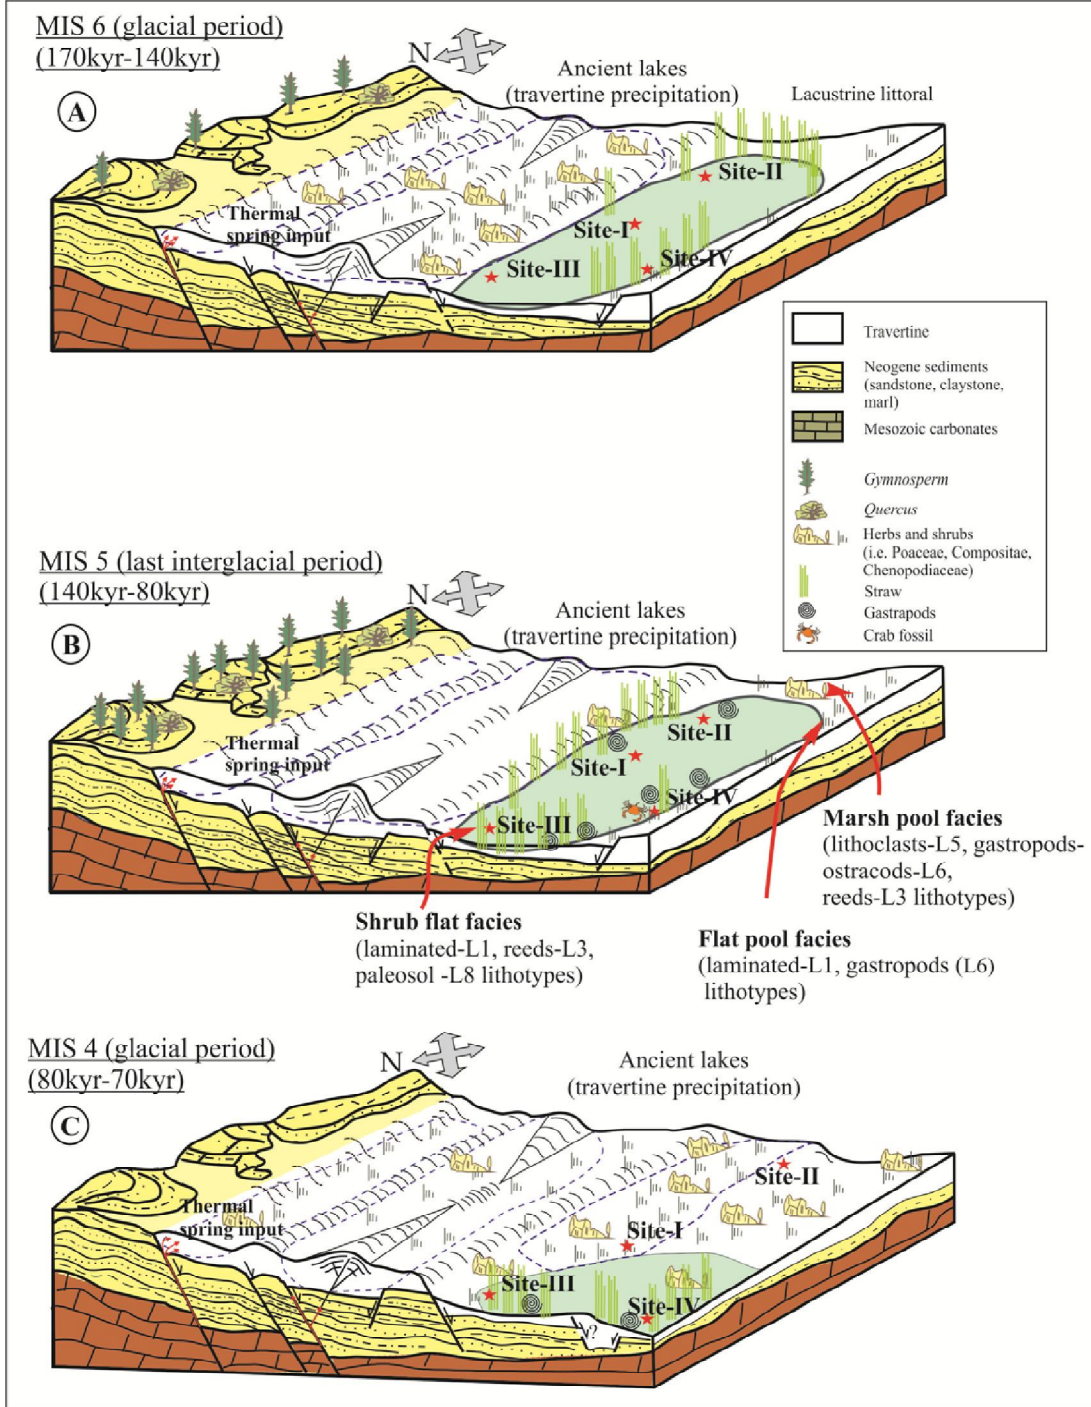 MIS 6 (glacial period)
(170kyr-140kyr)
A
N
Ancient lakes
(travertine precipitation)
Lacustrine littoral
Thermal
spring input
Site-II
Site-I
Site-III
Site-IV
Travertine
Neogene sediments
(sandstone, claystone,
marl)
Mesozoic carbonates
Gymnosperm
Quercus
Herbs and shrubs
(i.e. Poaceae, Compositae,
Chenopodiaceae)
Straw
Gastrapods
Crab fossil
MIS 5 (last interglacial period)
(140kyr-80kyr)
B
N
Ancient lakes
(travertine precipitation)
Thermal
spring input
Site-II
Site-I
Site-IV
Site-III
Marsh pool facies
(lithoclasts-L5, gastropods-
ostracods-L6,
reeds-L3 lithotypes)
Shrub flat facies
(laminated-L1, reeds-L3,
paleosol -L8 lithotypes)
Flat pool facies
(laminated-L1, gastropods (L6)
lithotypes)
MIS 4 (glacial period)
(80kyr-70kyr)
C
N
Ancient lakes
(travertine precipitation)
Thermal
spring input
Site-II
Site-I
Site-III
Site-IV
?